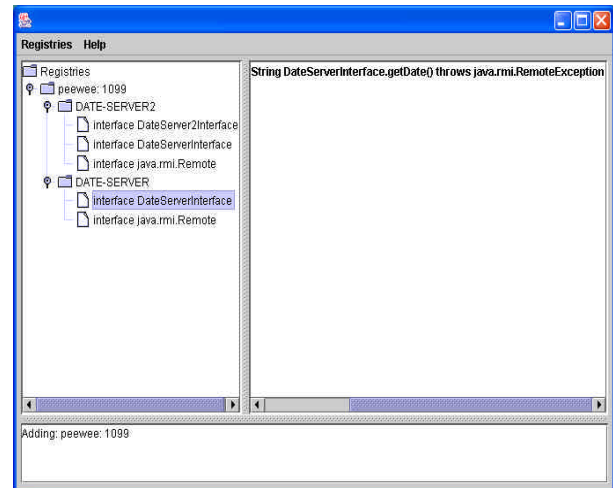 Registries Help
Registries
peewee: 1099
DATE-SERVER2
interface DateServer2Interface
interface DateServerInterface
interface java.rmi.Remote
DATE-SERVER
interface DateServerInterface
interface java.rmi.Remote
String DateServerInterface.getDate() throws java.rmi.RemoteException
Adding: peewee: 1099